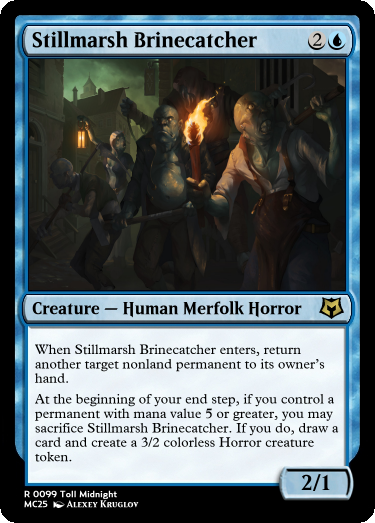 Stillmarsh Brinecatcher 2
Creature — Human Merfolk Horror
When Stillmarsh Brinecatcher enters, return
another target nonland permanent to its owner’s
hand.
At the beginning of your end step, if you control a
permanent with mana value 5 or greater, you may
sacrifice Stillmarsh Brinecatcher. If you do, draw a
card and create a 3/2 colorless Horror creature
token.
2/1
R 0099 Toll Midnight
MC25 Alexey Kruglov